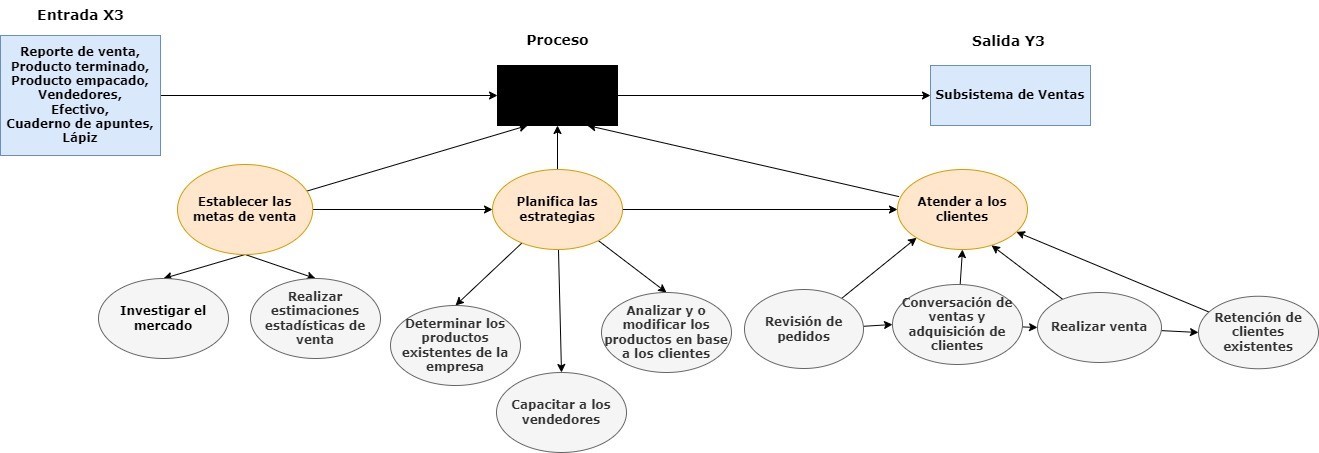 Entrada X3
Reporte de venta,
Producto terminado,
Producto empacado,
Vendedores,
Efectivo,
Cuaderno de apuntes,
Lápiz
Proceso
Salida Y3
Subsistema de Ventas
Establecer las
metas de venta
Planifica las
estrategias
Atender a los
clientes
Investigar el
mercado
Realizar
estimaciones
estadísticas de
venta
Determinar los
productos
existentes de la
empresa
Capacitar a los
vendedores
Analizar y o
modificar los
productos en base
a los clientes
Revisión de
pedidos
Conversación de
ventas y
adquisición de
clientes
Realizar venta
Retención de
clientes
existentes